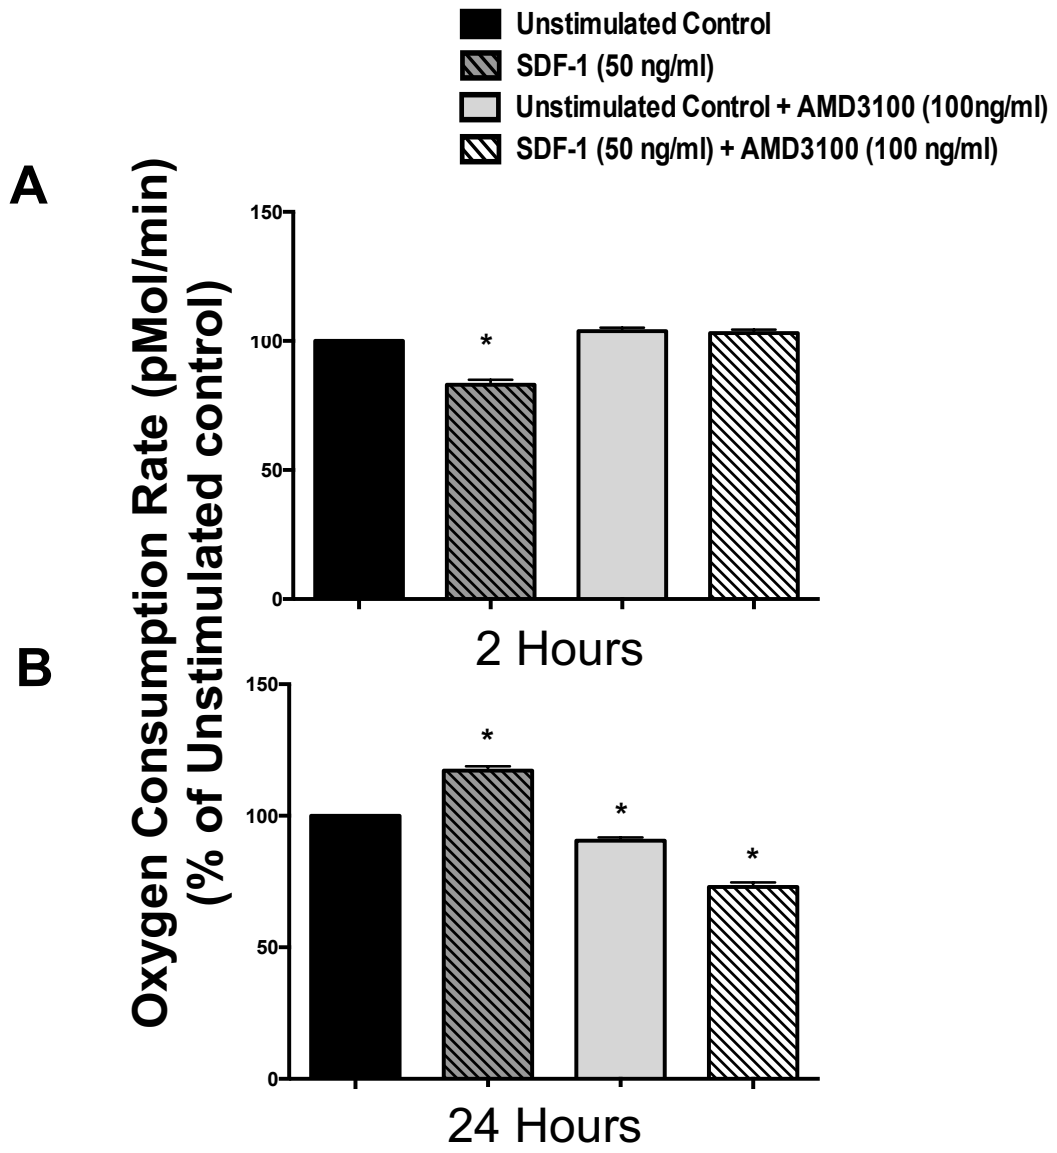 Unstimulated Control
SDF-1 (50 ng/ml)
Unstimulated Control + AMD3100 (100ng/ml)
SDF-1 (50 ng/ml) + AMD3100 (100 ng/ml)
A
Oxygen Consumption Rate (pMol/min)
(% of Unstimulated control)
150
100
50
0
*
2 Hours
B
150
100
50
0
*
*
*
24 Hours